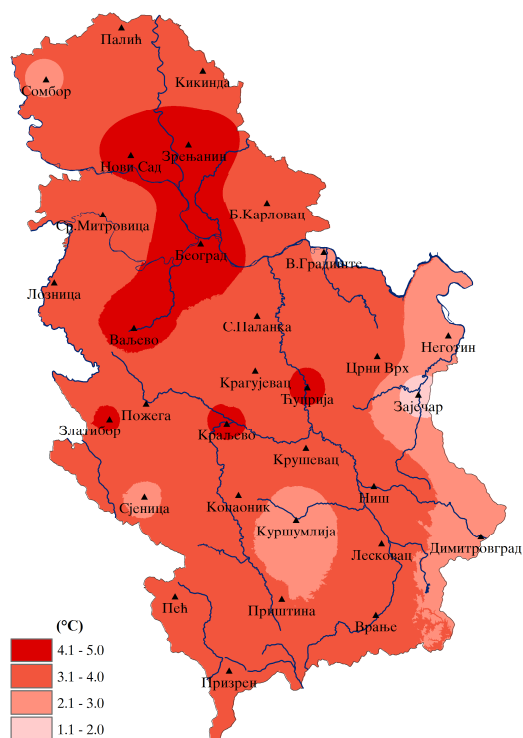 Палић
Кикинда
Сомбор
Зрењанин
Нови Сад
Б.Карловац
Ср.Митровица
Београд
В.Градиште
Лозница
С.Паланка
Ваљево
Неготин
Црни Врх
Крагујевац
Ћуприја
Зајечар
Пожега
Златибор
Краљево
Крушевац
Ниш
Сјеница
Копаоник
Куршумлија
Димитровград
Лесковац
Пећ
Приштина
Врање
Призрен
(°C)
4.1 - 5.0
3.1 - 4.0
2.1 - 3.0
1.1 - 2.0